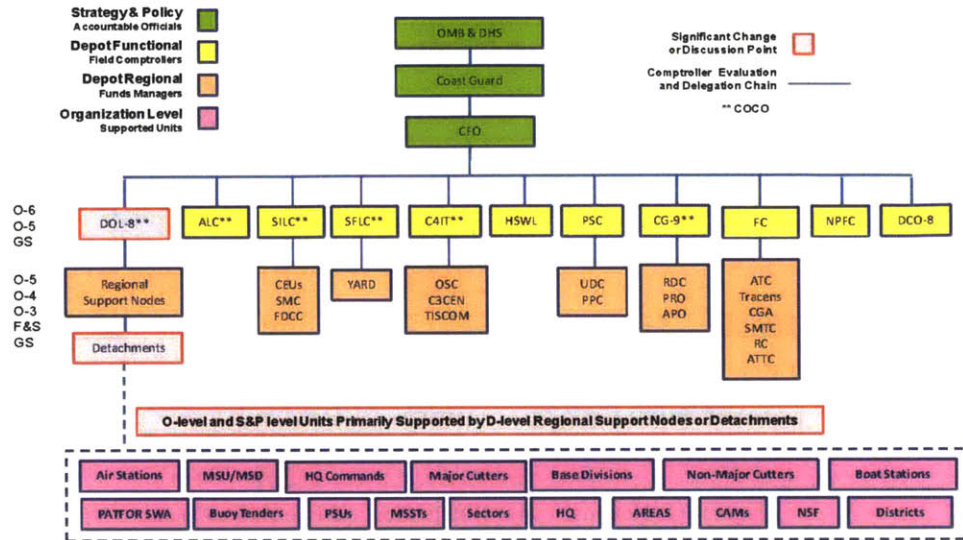 Strategy & Policy
Accountable Officials
Depot Functional
Field Comptrollers
Depot Regional
Funds Managers
Organization Level
Supported Units
OMB & DHS
Coast Guard
CFO
Significant Change
or Discussion Point
Comptroller Evaluation
and Delegation Chain
** COCO
O-6
O-5
GS
DOL-8**
ALC**
SILC**
SFLC**
C4IT**
HSWL
PSC
CG-9**
FC
NPFC
DCO-8
O-5
O-4
O-3
F&S
GS
Regional
Support Nodes
Detachments
CEUs
SMC
FDCC
YARD
OSC
C3CEN
TISCOM
UDC
PPC
RDC
PRO
APO
ATC
Tracens
CGA
SMTC
RC
ATTC
O-level and S&P level Units Primarily Supported by D-level Regional Support Nodes or Detachments
Air Stations
MSU/MSD
HQ Commands
Major Cutters
Base Divisions
Non-Major Cutters
Boat Stations
PATFOR SWA
Buoy Tenders
PSUs
MSSTs
Sectors
HQ
AREAS
CAMs
NSF
Districts